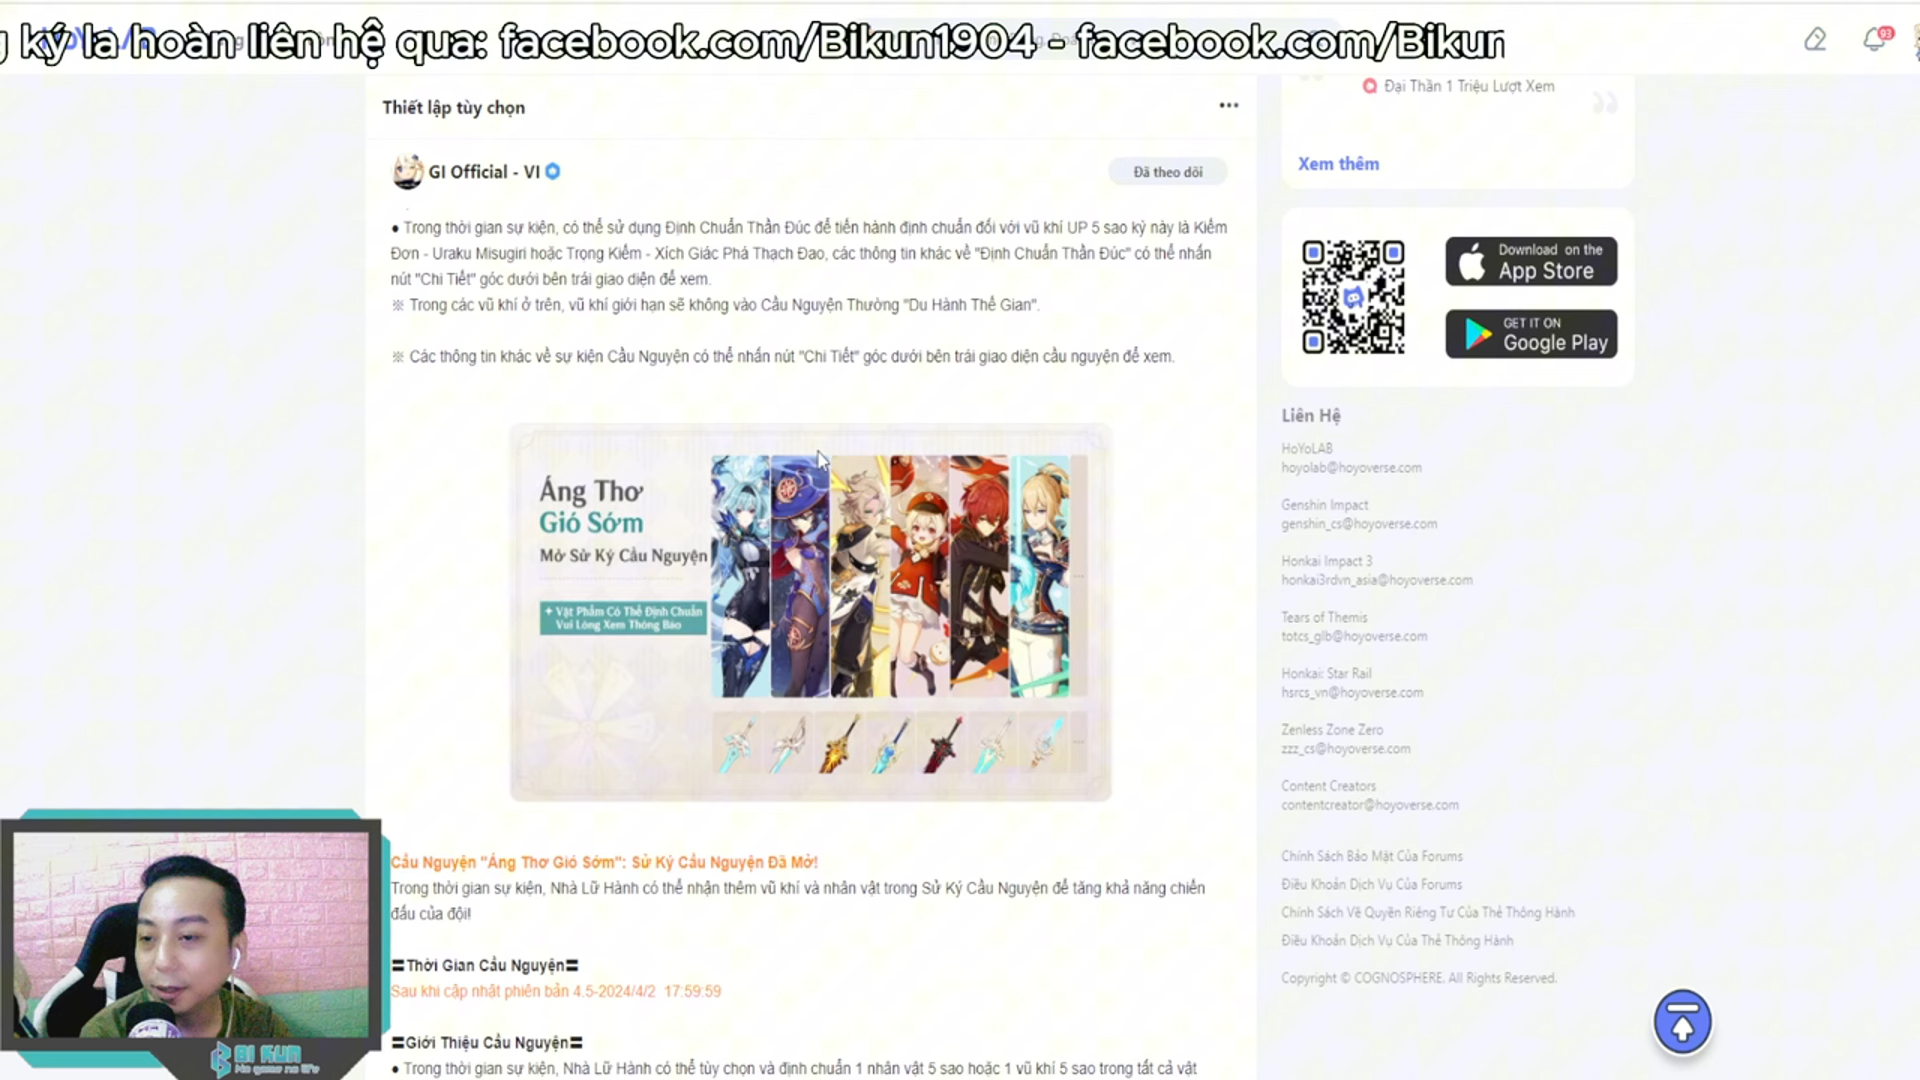 ký la hoàn liên hệ qua: facebook.com/Bikun1904 - facebook.com/Bikun
93
Thiết lập tùy chọn
GI Official - VI
Đã theo dõi
● Trong thời gian sự kiện, có thể sử dụng Định Chuẩn Thần Đúc để tiến hành định chuẩn đối với vũ khí UP 5 sao kỳ này là Kiếm
Đơn - Uraku Misugiri hoặc Trọng Kiếm - Xích Giác Phá Thạch Đao, các thông tin khác về "Định Chuẩn Thần Đúc" có thể nhấn
nút "Chi Tiết" góc dưới bên trái giao diện để xem.
※ Trong các vũ khí ở trên, vũ khí giới hạn sẽ không vào Cầu Nguyện Thường "Du Hành Thế Gian".
※ Các thông tin khác về sự kiện Cầu Nguyện có thể nhấn nút "Chi Tiết" góc dưới bên trái giao diện cầu nguyện để xem.
Áng Thơ
Gió Sớm
Mở Sử Ký Cầu Nguyện
+ Vật Phẩm Có Thể Định Chuẩn
Vui Lòng Xem Thông Báo
Cầu Nguyện "Áng Thơ Gió Sớm": Sử Ký Cầu Nguyện Đã Mở!
Trong thời gian sự kiện, Nhà Lữ Hành có thể nhận thêm vũ khí và nhân vật trong Sử Ký Cầu Nguyện để tăng khả năng chiến
đấu của đội!
〓Thời Gian Cầu Nguyện〓
Sau khi cập nhật phiên bản 4.5-2024/4/2 17:59:59
〓Giới Thiệu Cầu Nguyện〓
● Trong thời gian sự kiện, Nhà Lữ Hành có thể tùy chọn và định chuẩn 1 nhân vật 5 sao hoặc 1 vũ khí 5 sao trong tất cả vật
Đại Thần 1 Triệu Lượt Xem
Xem thêm
Download on the
App Store
GET IT ON
Google Play
Liên Hệ
HoYoLAB
hoyolab@hoyoverse.com
Genshin Impact
genshin_cs@hoyoverse.com
Honkai Impact 3
honkai3rdvn_asia@hoyoverse.com
Tears of Themis
totcs_glb@hoyoverse.com
Honkai: Star Rail
hsrcs_vn@hoyoverse.com
Zenless Zone Zero
zzz_cs@hoyoverse.com
Content Creators
contentcreator@hoyoverse.com
Chính Sách Bảo Mật Của Forums
Điều Khoản Dịch Vụ Của Forums
Chính Sách Về Quyền Riêng Tư Của Thẻ Thông Hành
Điều Khoản Dịch Vụ Của Thẻ Thông Hành
Copyright © COGNOSPHERE. All Rights Reserved.
BI KUN
No game no life